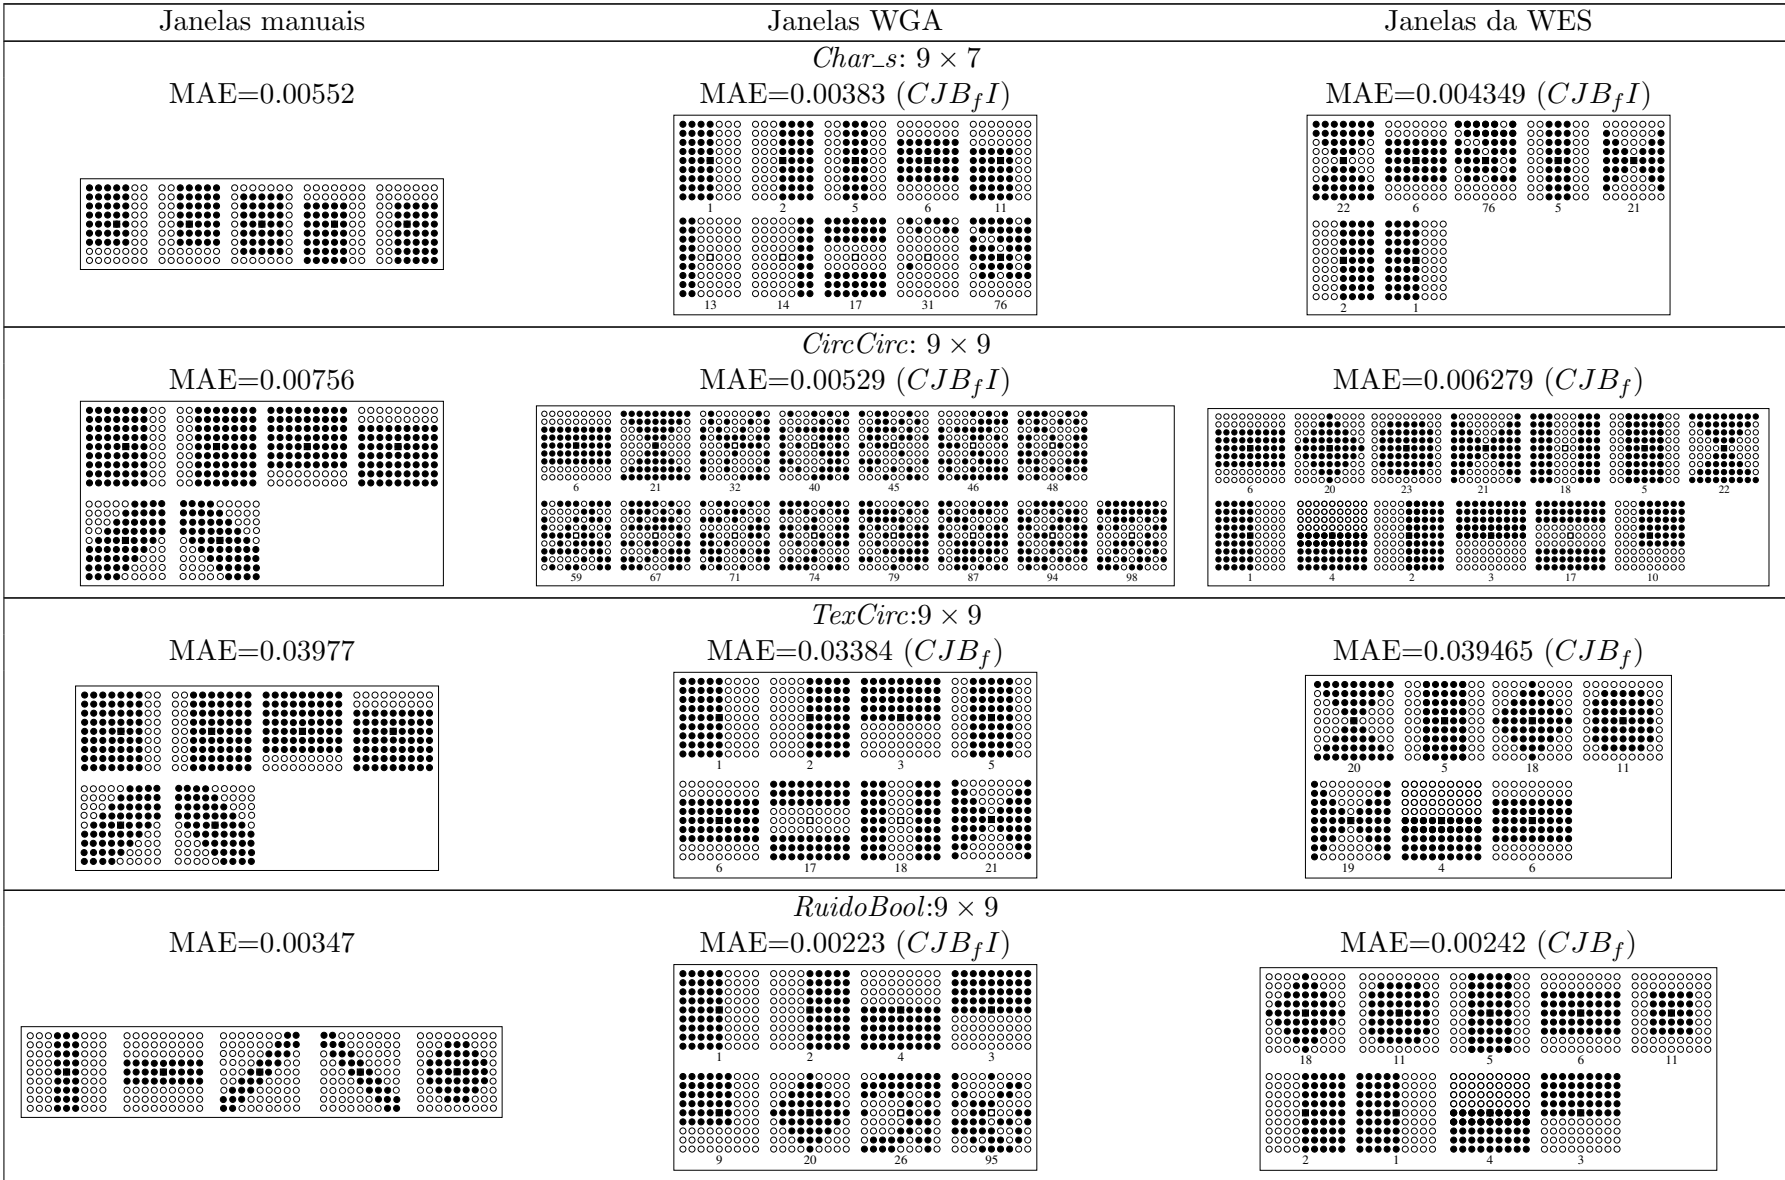 Janelas manuais Janelas WGA Janelas da WES
Char_s: 9 × 7
MAE=0.00552 MAE=0.00383 (CJB_f I) MAE=0.004349 (CJB_f I)
1 2 5 6 11
13 14 17 31 76
22 6 76 5 21
2 1
CircCirc: 9 × 9
MAE=0.00756 MAE=0.00529 (CJB_f I) MAE=0.006279 (CJB_f)
6 21 32 40 45 46 48
59 67 71 74 79 87 94 98
6 20 23 21 18 5 22
1 4 2 3 17 10
TexCirc:9 × 9
MAE=0.03977 MAE=0.03384 (CJB_f) MAE=0.039465 (CJB_f)
1 2 3 5
6 17 18 21
20 5 18 11
19 4 6
RuidoBool:9 × 9
MAE=0.00347 MAE=0.00223 (CJB_f I) MAE=0.00242 (CJB_f)
1 2 4 3
9 20 26 95
18 11 5 6 11
2 1 4 3